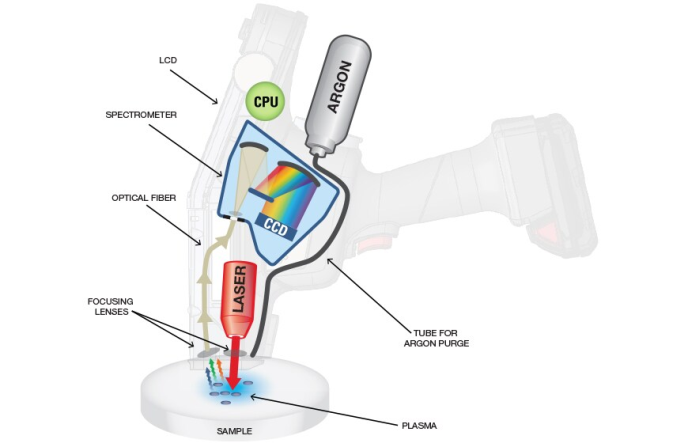 LCD
CPU
ARGON
SPECTROMETER
OPTICAL FIBER
CCD
LASER
FOCUSING
LENSES
TUBE FOR
ARGON PURGE
PLASMA
SAMPLE